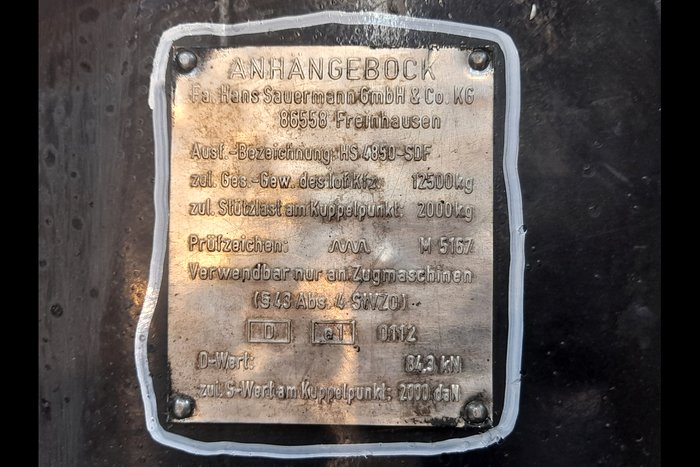 ANHÄNGEBOCK
Fa. Hans Sauermann GmbH & Co. KG
86558 Freinhausen
Ausf.-Bezeichnung: HS 4850-SDF
zul. Ges.-Gew. des lof. Kfz. 12500 kg
zul. Stützlast am Kuppelpunkt: 2000 kg
Prüfzeichen: M 5167
Verwendbar nur an Zugmaschinen
(§ 43 Abs. 4 StVZO)
D e1 0112
D-Wert: 84,3 kN
zul. S-Wert am Kuppelpunkt: 2000 daN